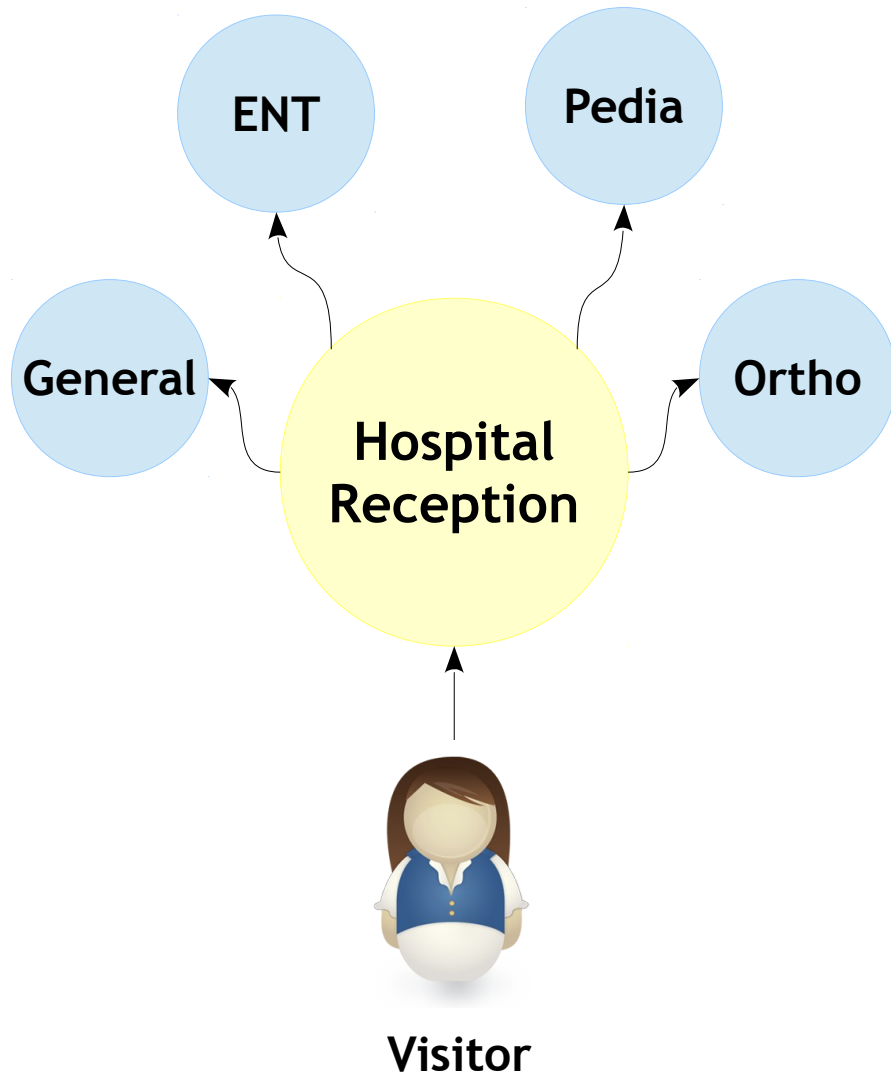 ENT
Pedia
General
Ortho
Hospital
Reception
Visitor